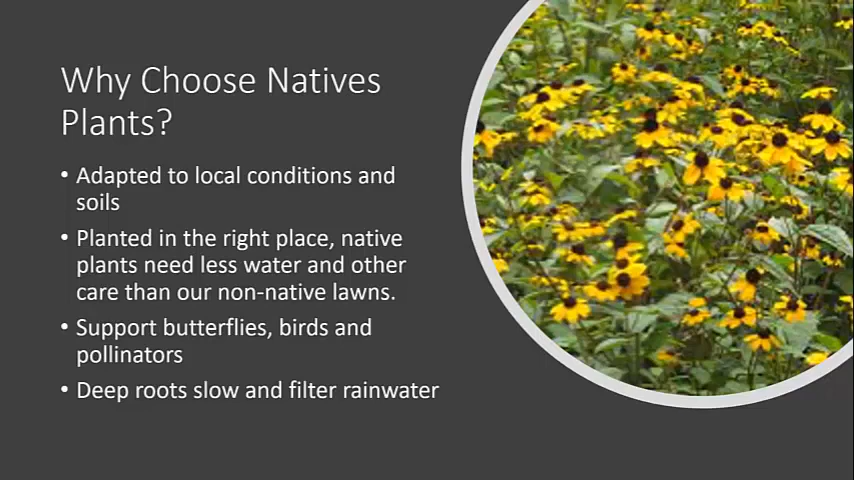 Why Choose Natives
Plants?
• Adapted to local conditions and
soils
• Planted in the right place, native
plants need less water and other
care than our non-native lawns.
• Support butterflies, birds and
pollinators
• Deep roots slow and filter rainwater